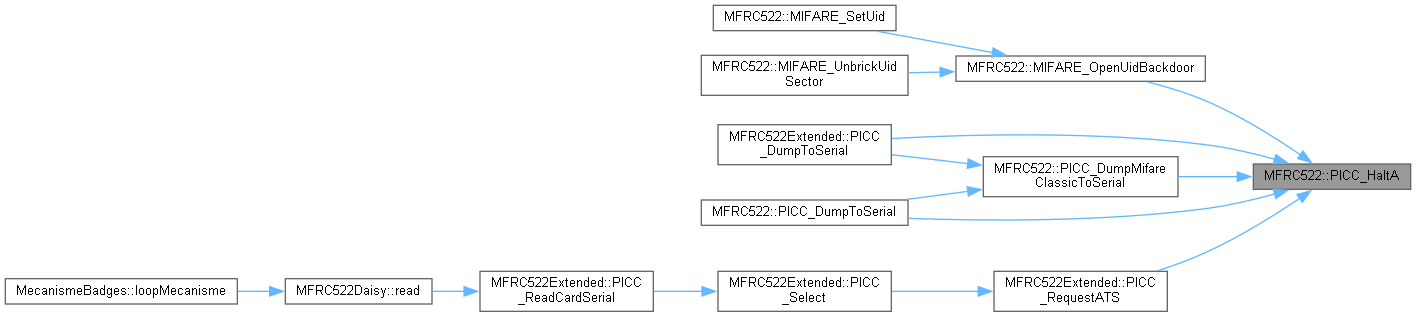 MFRC522::MIFARE_SetUid
MFRC522::MIFARE_UnbrickUid
Sector
MFRC522::MIFARE_OpenUidBackdoor
MFRC522Extended::PICC
_DumpToSerial
MFRC522::PICC_DumpMifare
ClassicToSerial
MFRC522::PICC_HaltA
MFRC522::PICC_DumpToSerial
MecanismeBadges::loopMecanisme
MFRC522Daisy::read
MFRC522Extended::PICC
_ReadCardSerial
MFRC522Extended::PICC
_Select
MFRC522Extended::PICC
_RequestATS